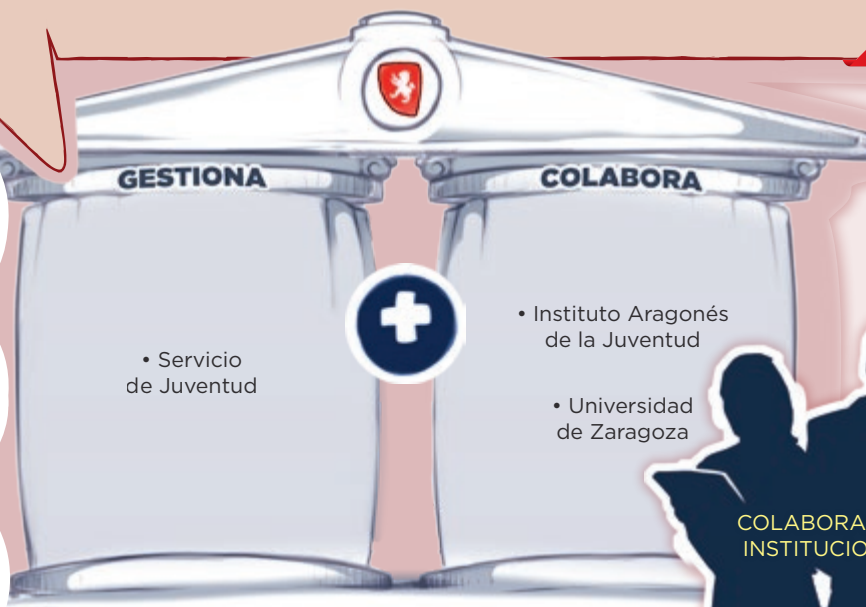 GESTIONA
• Servicio
de Juventud
COLABORA
• Instituto Aragonés
de la Juventud
• Universidad
de Zaragoza
COLABORA
INSTITUCIO